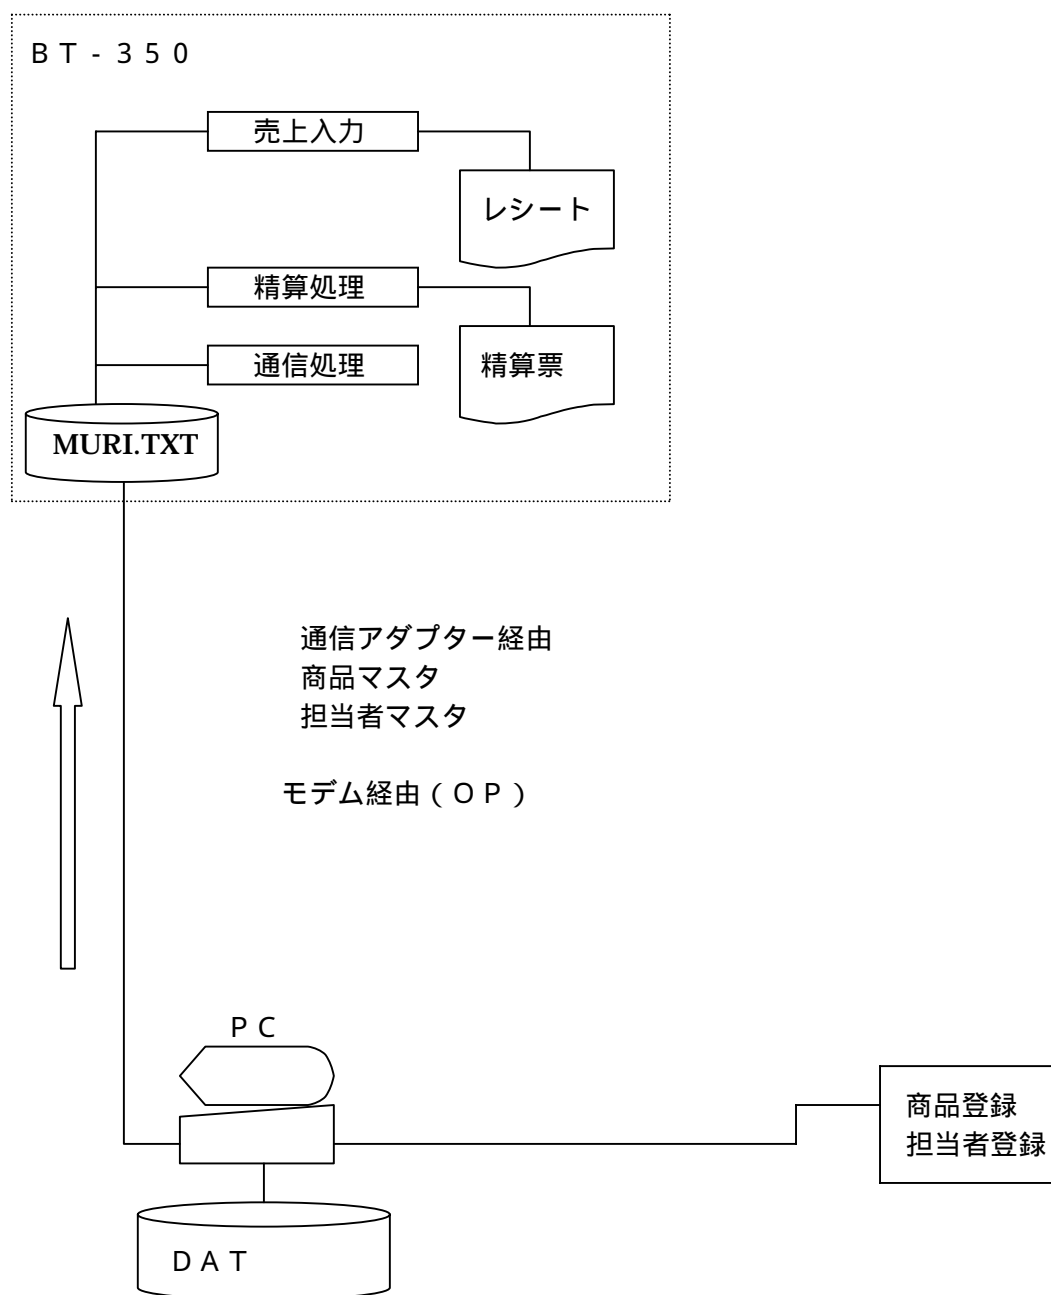 ＢＴ-３５０
売上入力
レシート
精算処理
通信処理
精算票
MURI.TXT
通信アダプター経由
商品マスタ
担当者マスタ
モデム経由（ＯＰ）
ＰＣ
商品登録
担当者登録
ＤＡＴ